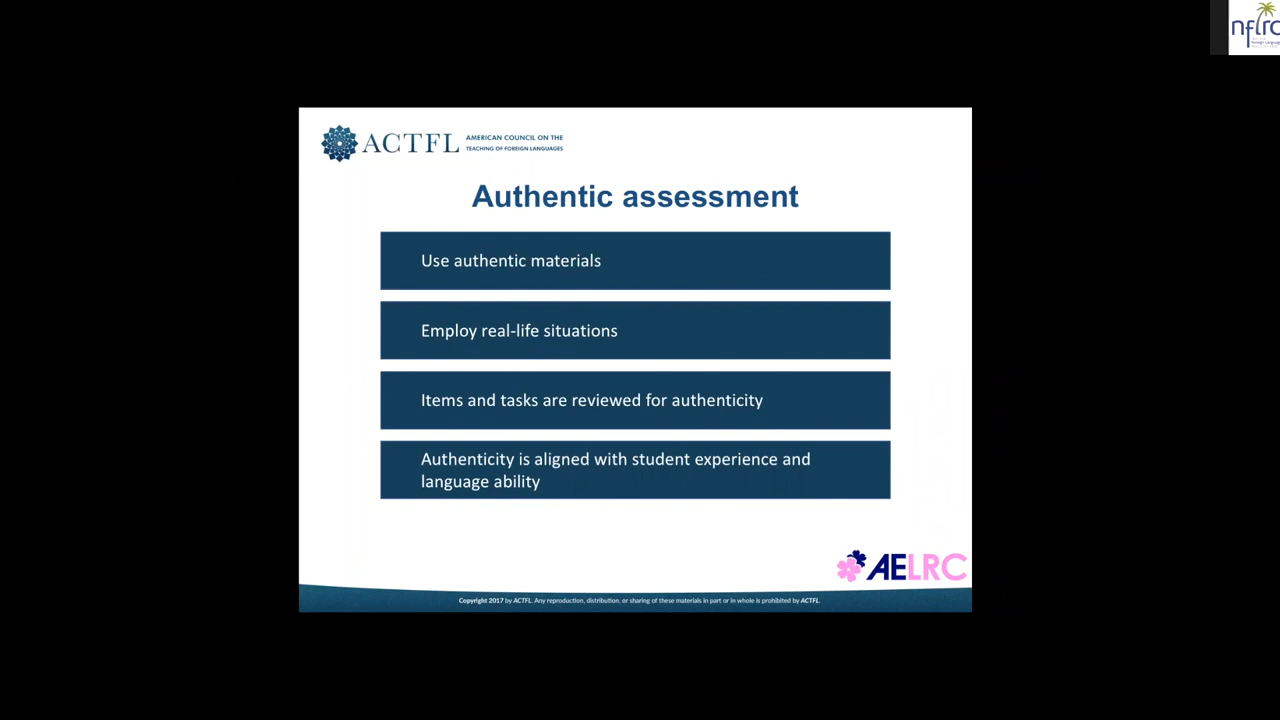 nflrc
ACTFL
AMERICAN COUNCIL ON THE
TEACHING OF FOREIGN LANGUAGES
Authentic assessment
Use authentic materials
Employ real-life situations
Items and tasks are reviewed for authenticity
Authenticity is aligned with student experience and
language ability
AELRC
Copyright 2017 by ACTFL. Any reproduction, distribution, or sharing of these materials in part or in whole is prohibited by ACTFL.